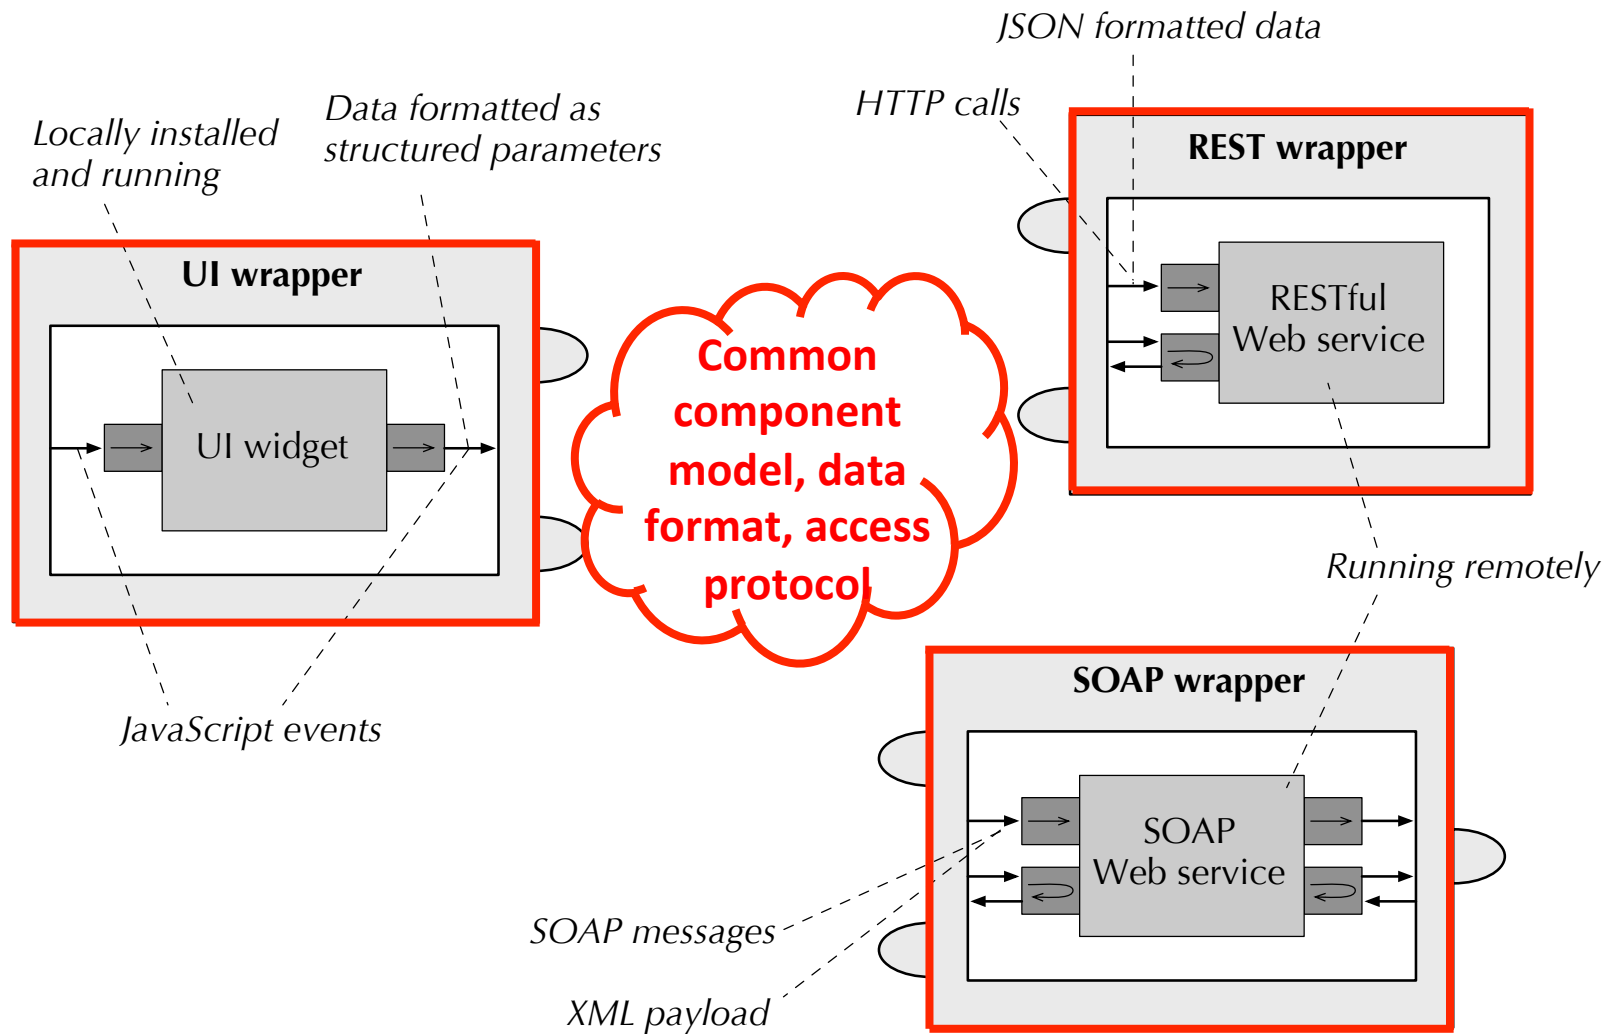 JSON formatted data
HTTP calls
Data formatted as
structured parameters
Locally installed
and running
REST wrapper
UI wrapper
RESTful
Web service
Common
component
model, data
format, access
protocol
UI widget
Running remotely
SOAP wrapper
JavaScript events
SOAP
Web service
SOAP messages
XML payload